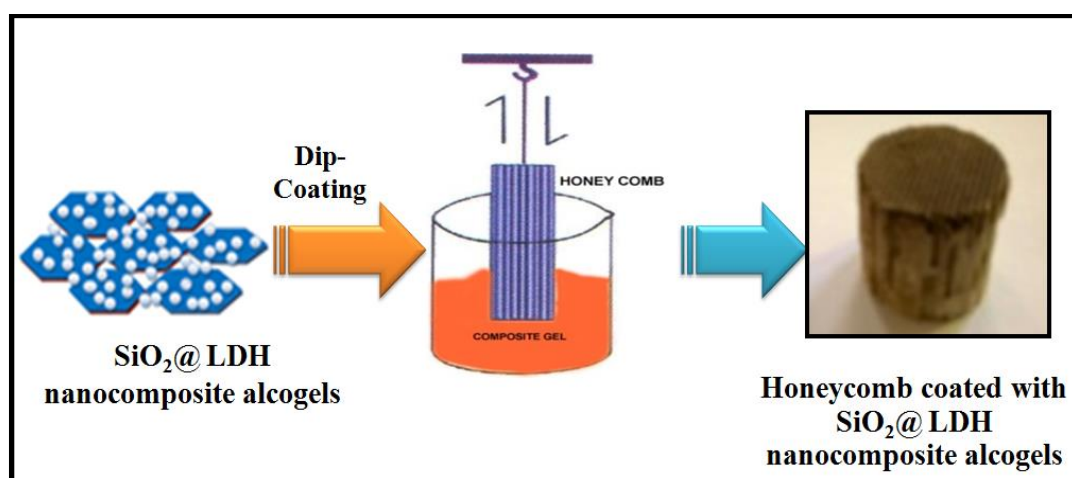 SiO₂@ LDH
nanocomposite alcogels
Dip-
Coating
HONEY COMB
COMPOSITE GEL
Honeycomb coated with
SiO₂@ LDH
nanocomposite alcogels